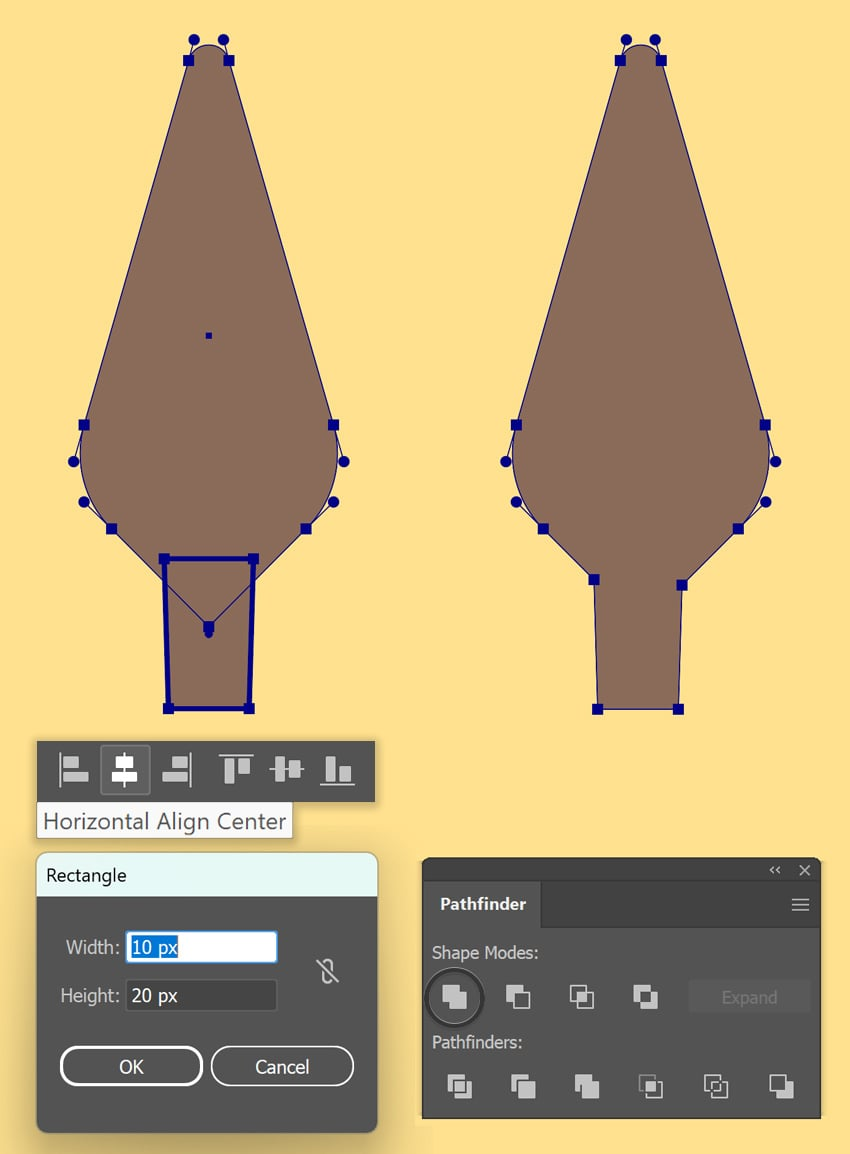 Horizontal Align Center
Rectangle
Width: 10 px
Height: 20 px
OK Cancel
Pathfinder
Shape Modes:
Expand
Pathfinders: